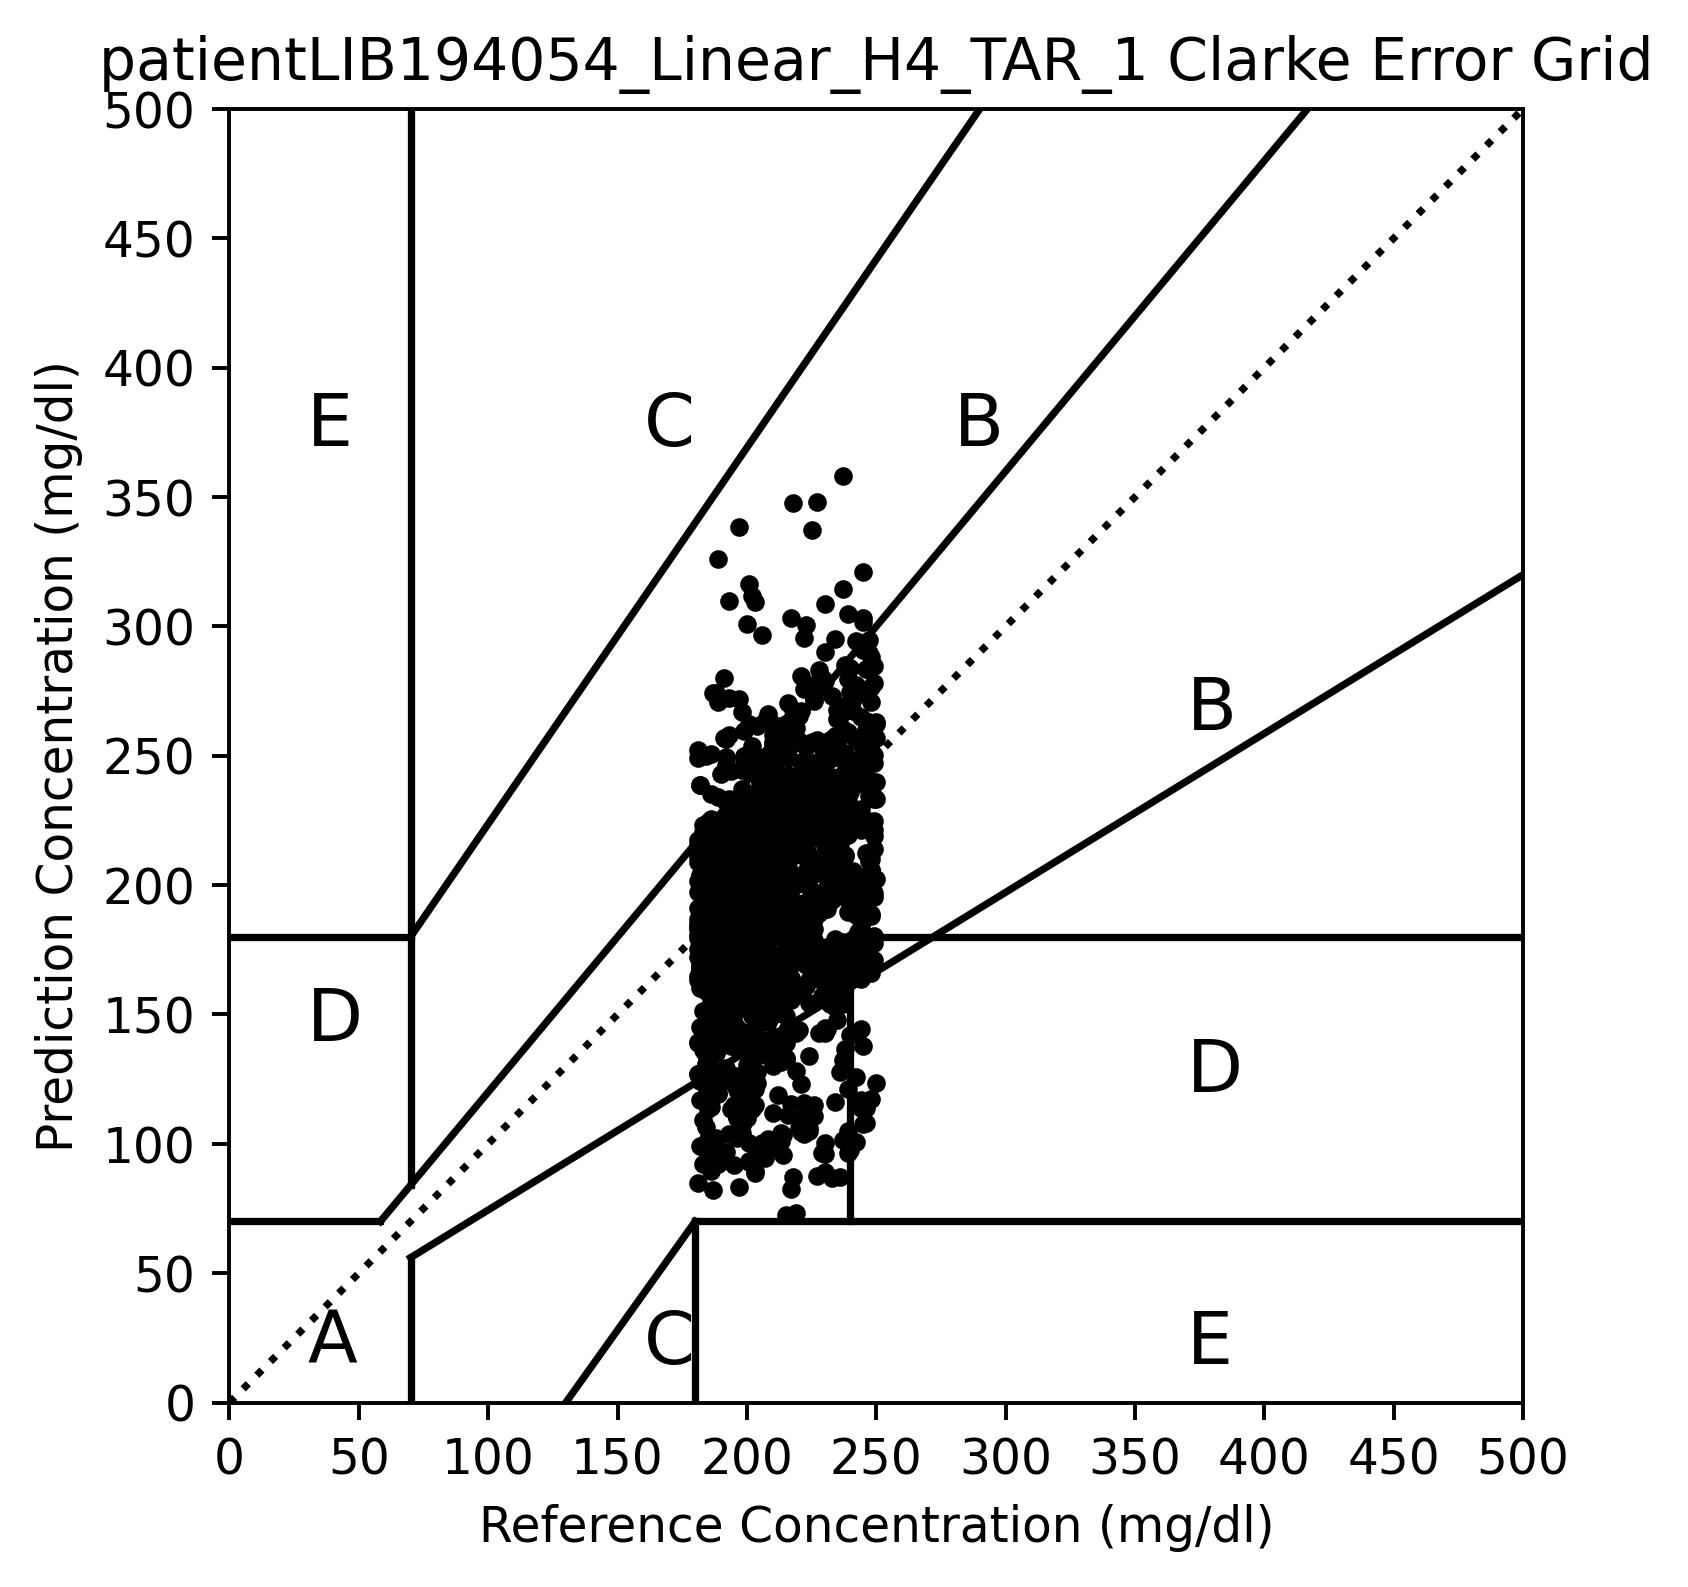 patientLIB194054_Linear_H4_TAR_1 Clarke Error Grid
500
450
400
350
300
250
200
150
100
50
0
Prediction Concentration (mg/dl)
E
C
B
B
D
D
A
C
E
0 50 100 150 200 250 300 350 400 450 500
Reference Concentration (mg/dl)